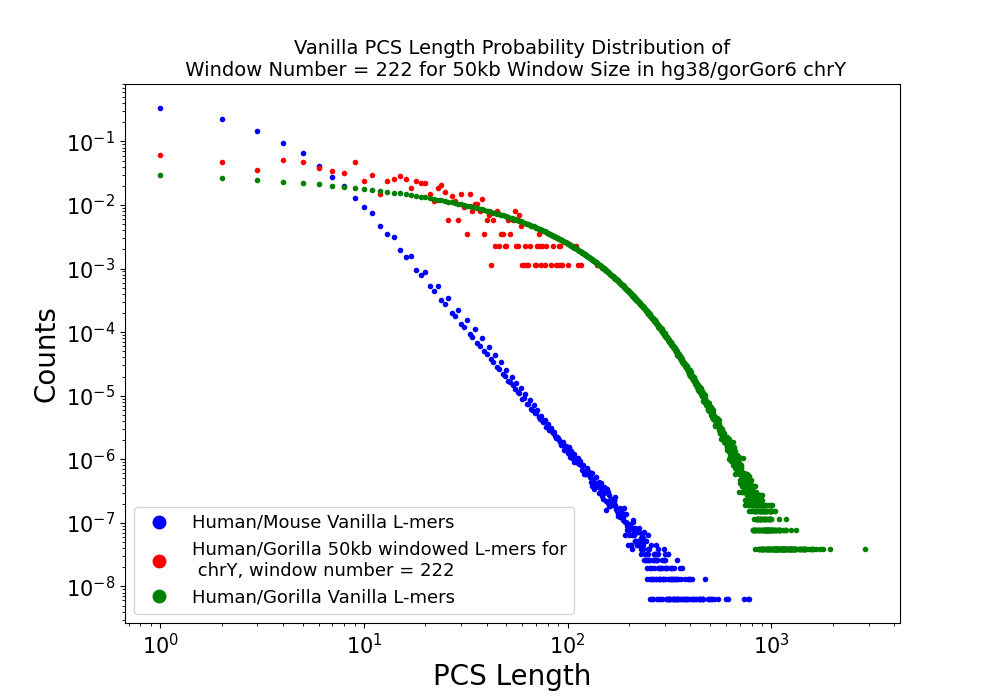 Vanilla PCS Length Probability Distribution of
Window Number = 222 for 50kb Window Size in hg38/gorGor6 chrY
Counts
10⁻¹
10⁻²
10⁻³
10⁻⁴
10⁻⁵
10⁻⁶
10⁻⁷
10⁻⁸
Human/Mouse Vanilla L-mers
Human/Gorilla 50kb windowed L-mers for
chrY, window number = 222
Human/Gorilla Vanilla L-mers
10⁰ 10¹ 10² 10³
PCS Length